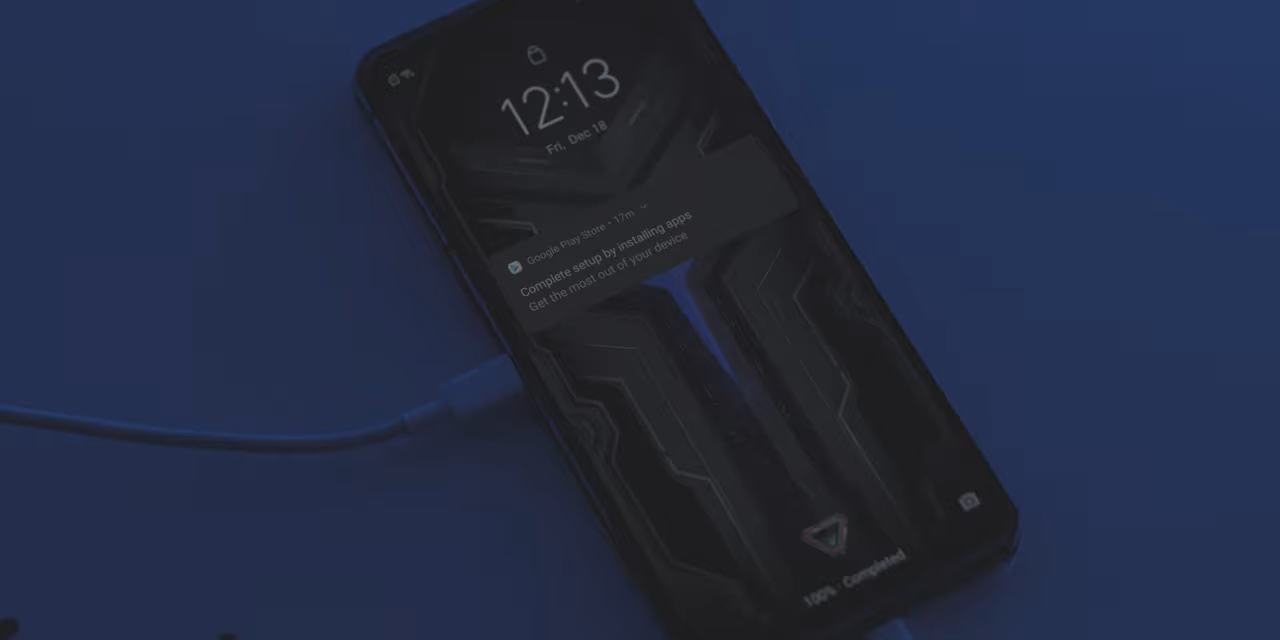 12:13
Fri, Dec 18
Google Play Store • 17m
Complete setup by installing apps
Get the most out of your device
100% · Completed